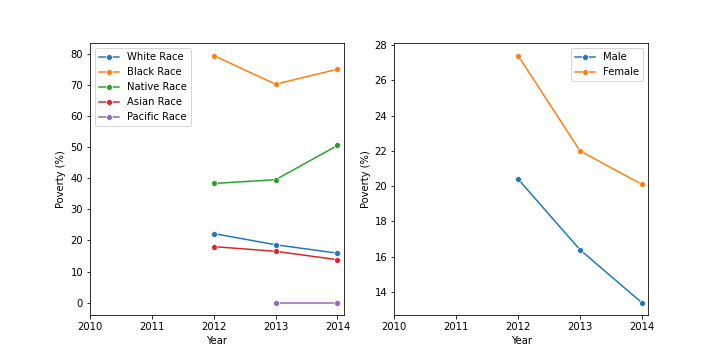 White Race
Black Race
Native Race
Asian Race
Pacific Race
Poverty (%)
80
70
60
50
40
30
20
10
0
2010 2011 2012 2013 2014
Year
Male
Female
Poverty (%)
28
26
24
22
20
18
16
14
2010 2011 2012 2013 2014
Year